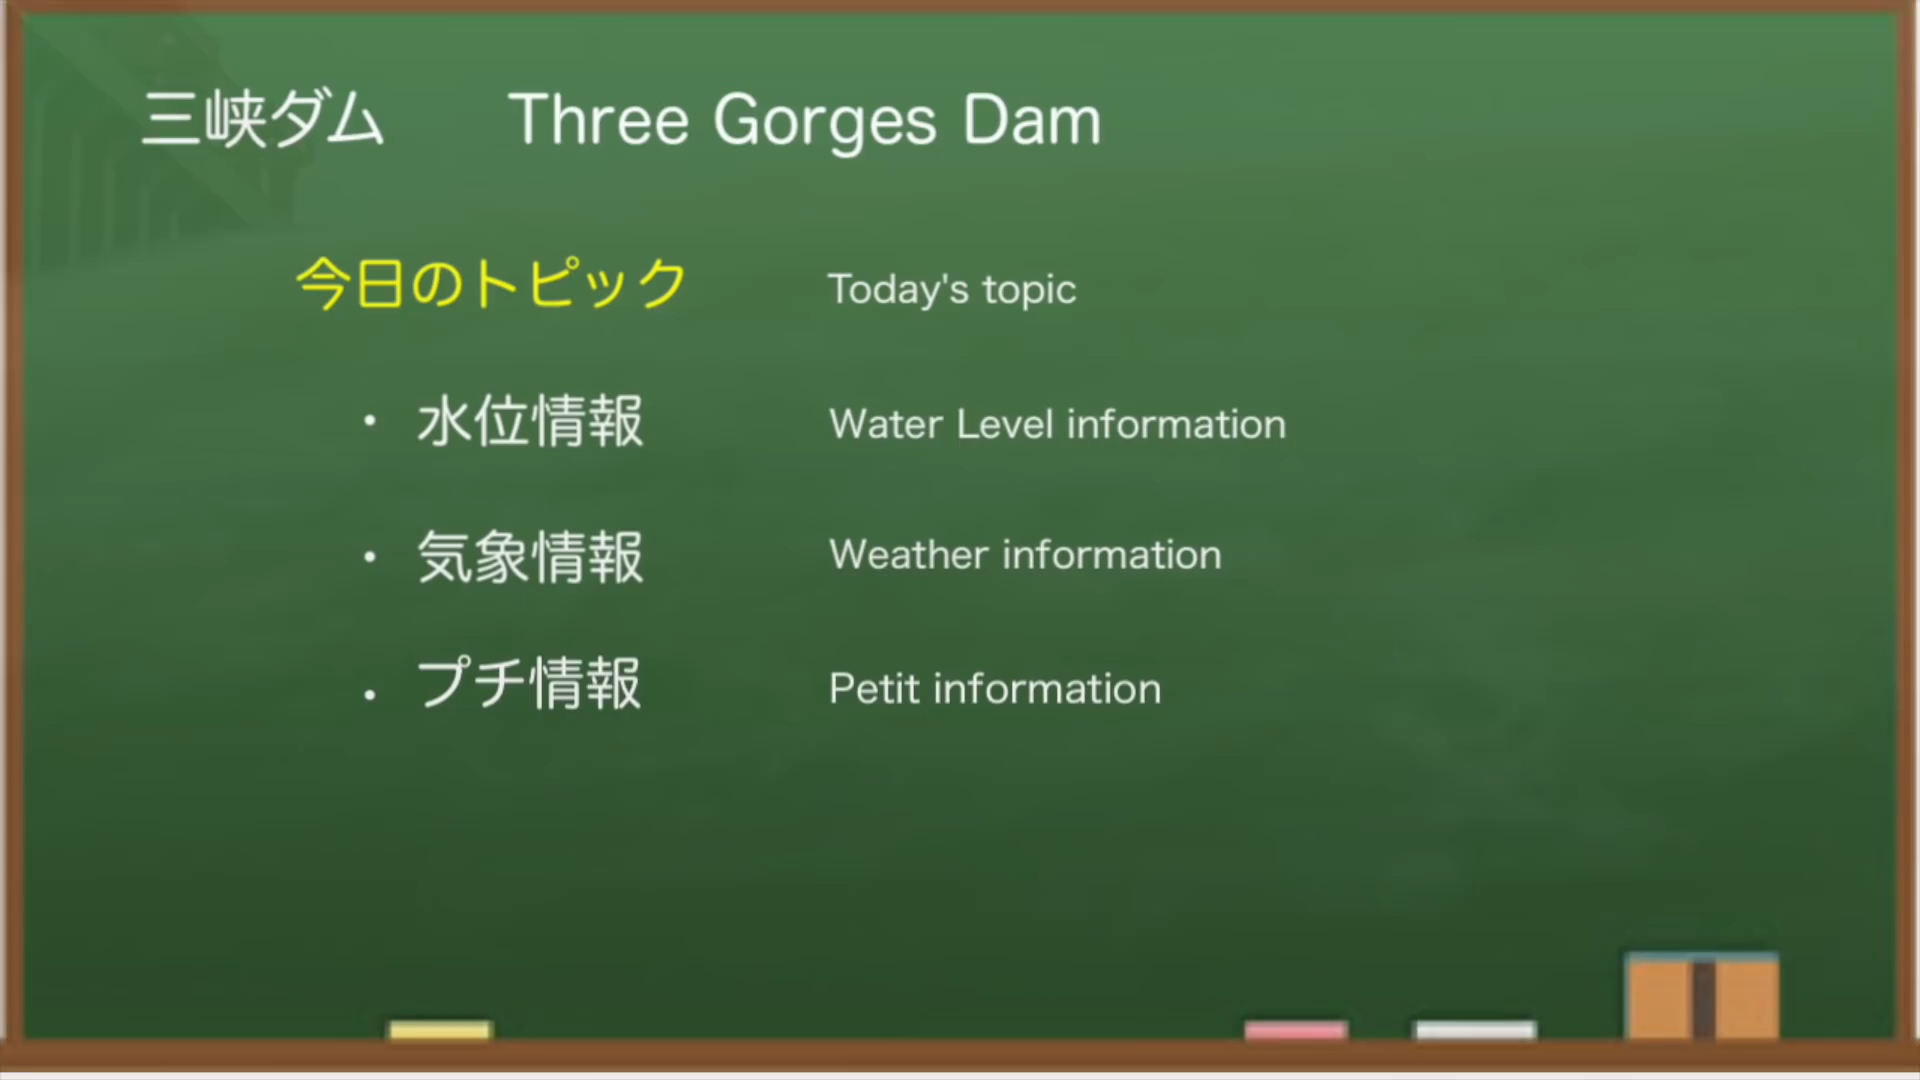 三峡ダム Three Gorges Dam
今日のトピック Today's topic
・ 水位情報 Water Level information
・ 気象情報 Weather information
・ プチ情報 Petit information